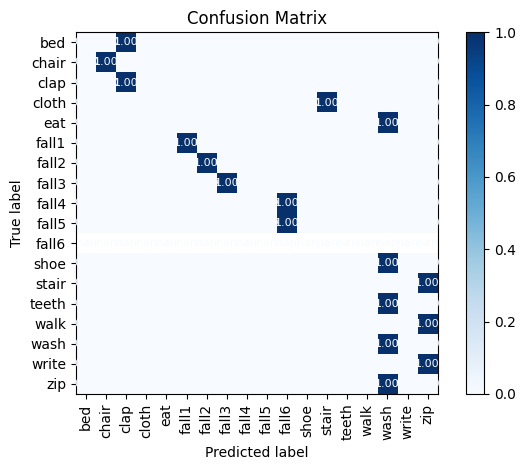 Confusion Matrix
True label
bed 1.00
chair 1.00
clap 1.00
cloth 1.00
eat 1.00
fall1 1.00
fall2 1.00
fall3 1.00
fall4 1.00
fall5 1.00
fall6
shoe 1.00
stair 1.00
teeth 1.00
walk 1.00
wash 1.00
write 1.00
zip 1.00
bed chair clap cloth eat fall1 fall2 fall3 fall4 fall5 fall6 shoe stair teeth walk wash write zip
Predicted label
1.0
0.8
0.6
0.4
0.2
0.0